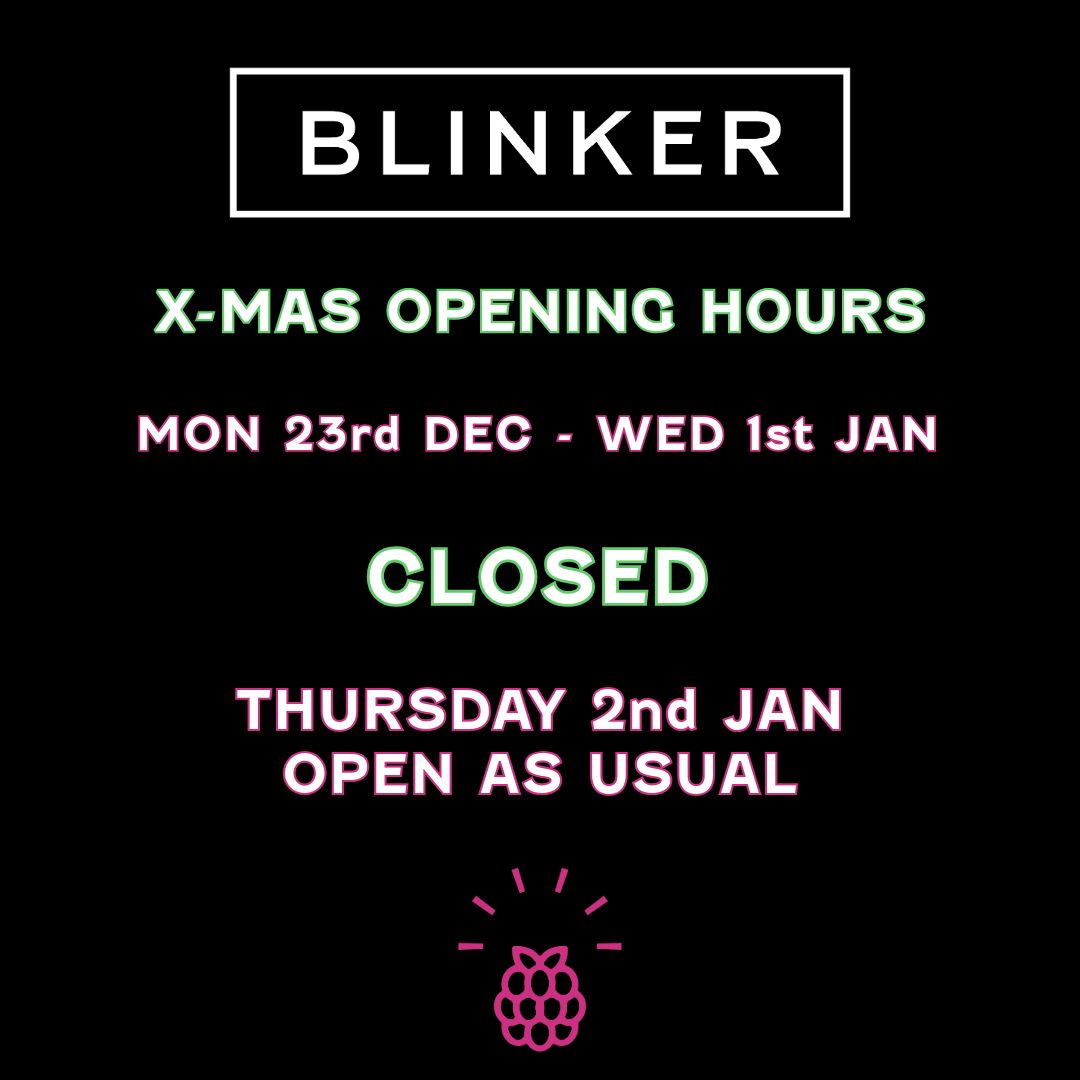 BLINKER
X-MAS OPENING HOURS
MON 23rd DEC - WED 1st JAN
CLOSED
THURSDAY 2nd JAN
OPEN AS USUAL